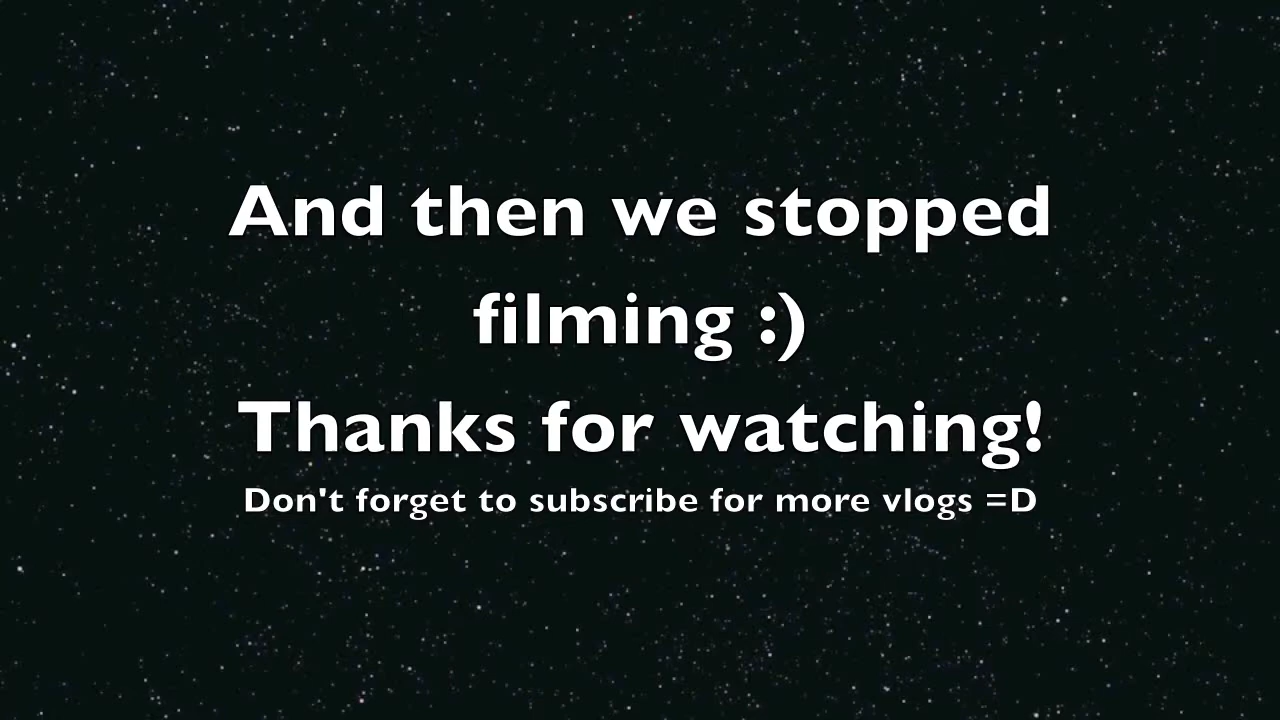 And then we stopped
filming :)
Thanks for watching!
Don't forget to subscribe for more vlogs =D